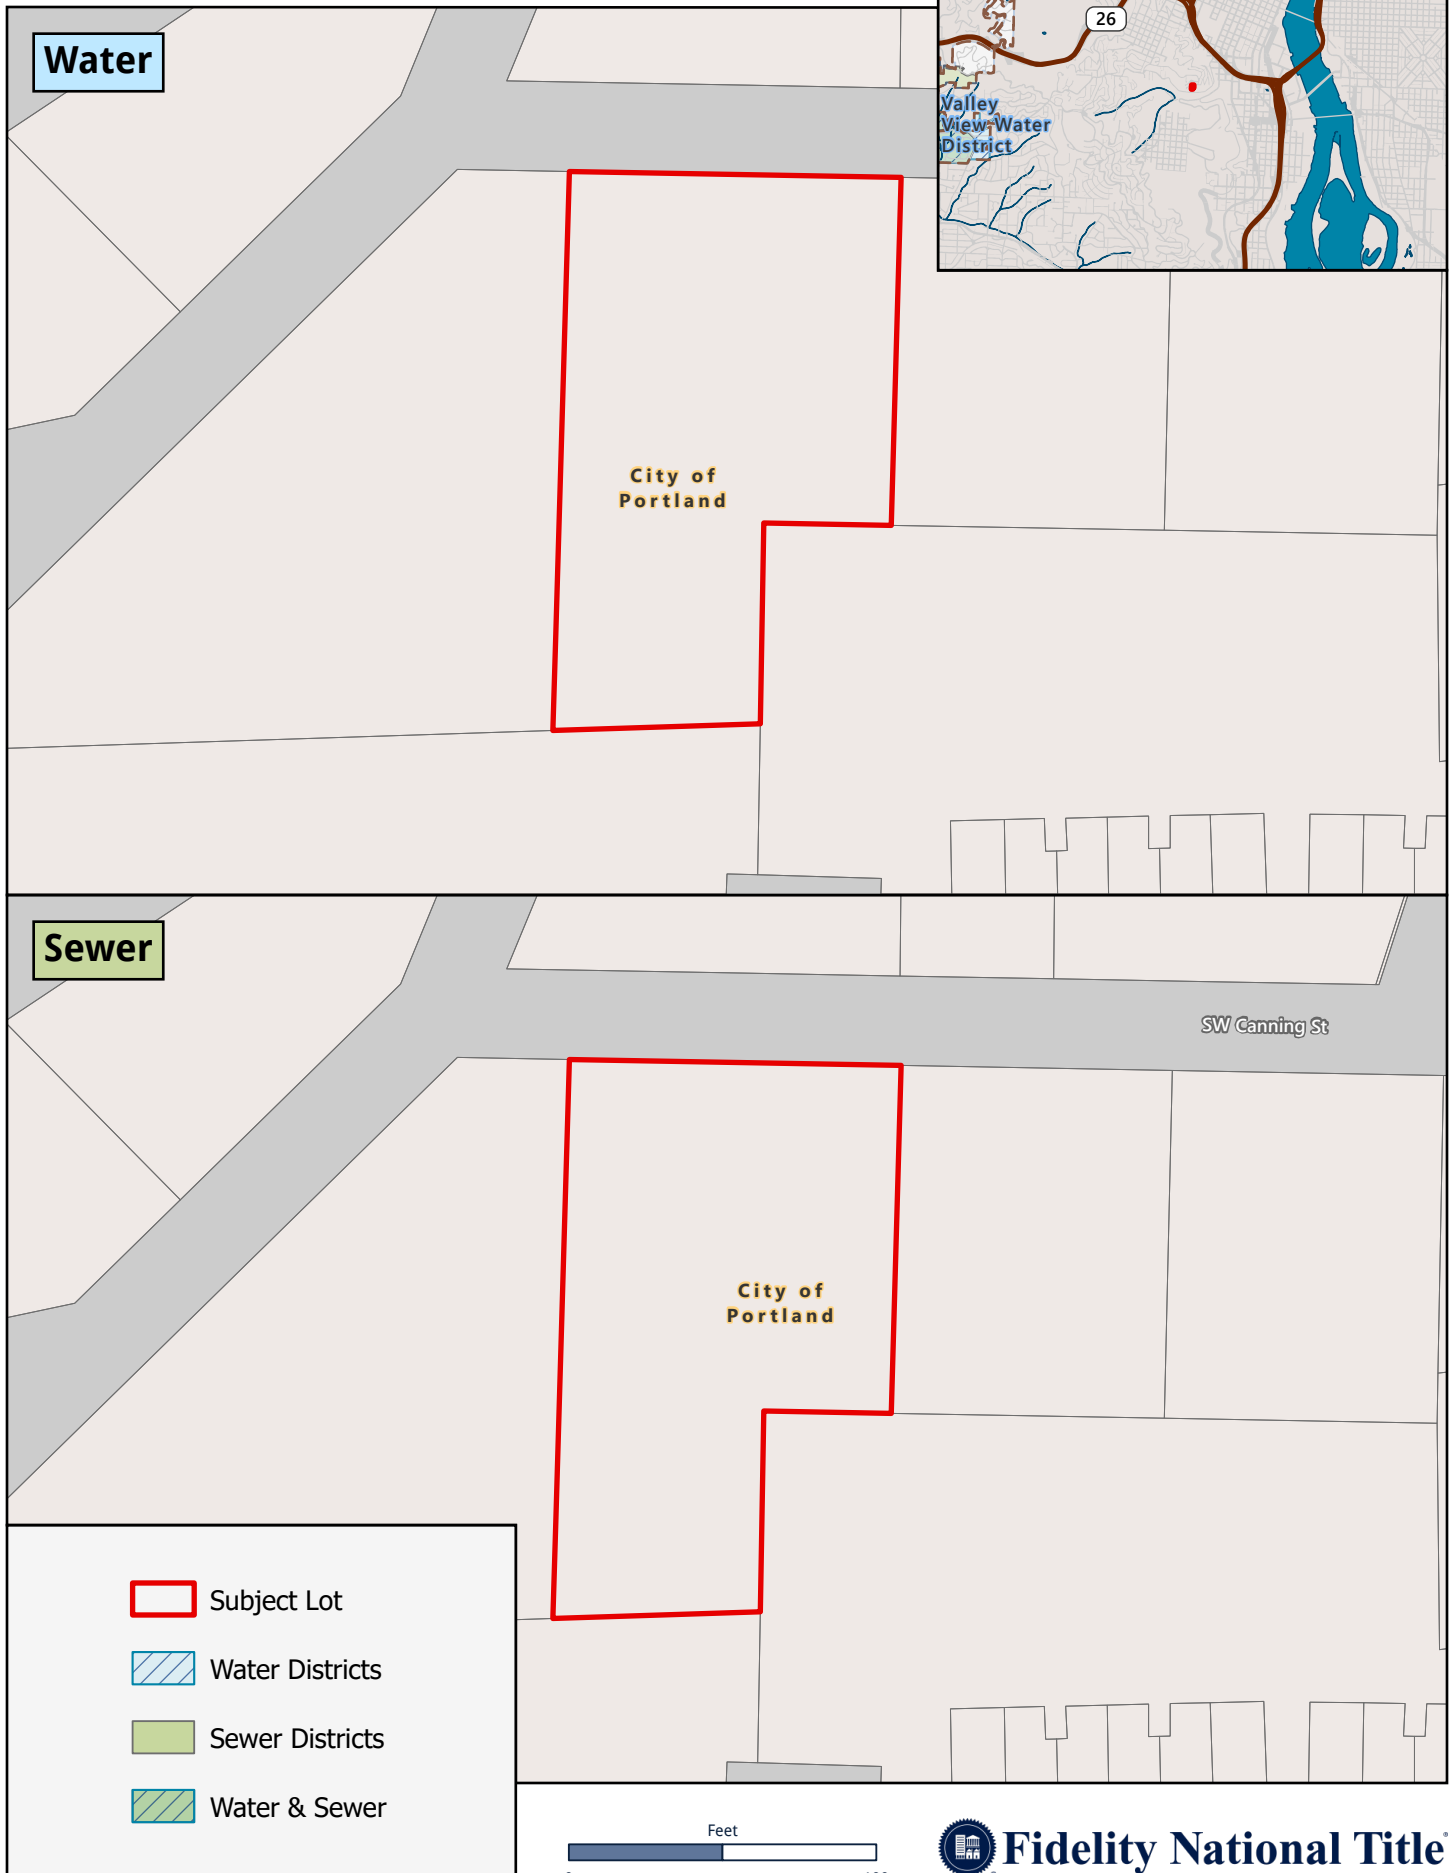 Water
26
Valley
View Water
District
City of
Portland
Sewer
SW Canning St
City of
Portland
Subject Lot
Water Districts
Sewer Districts
Water & Sewer
Feet
Fidelity National Title